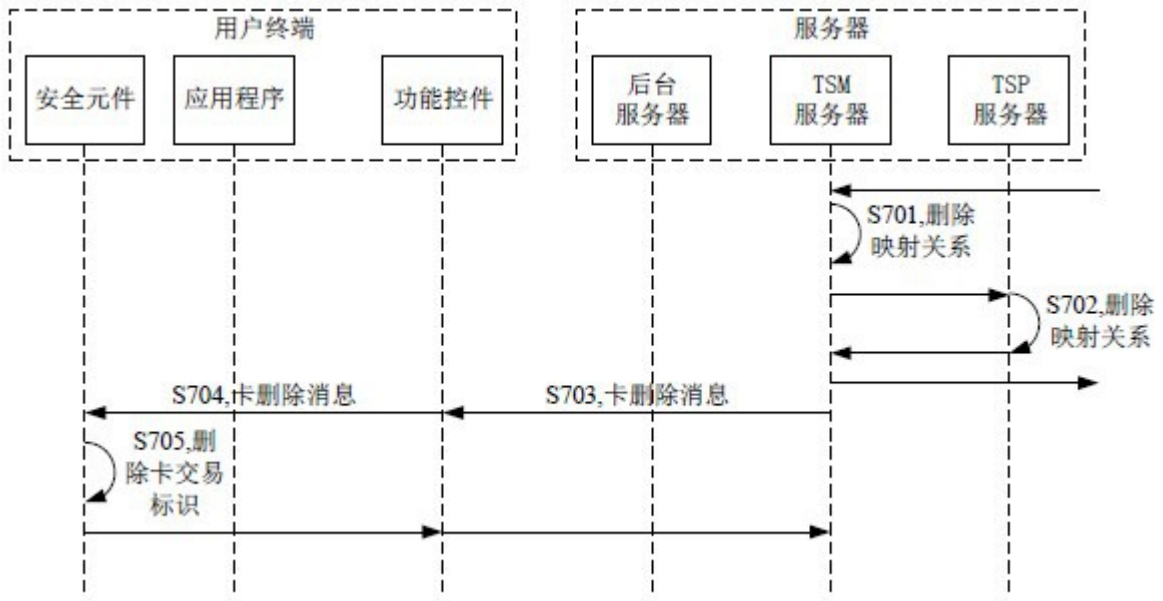 用户终端
服务器
安全元件
应用程序
功能控件
后台
服务器
TSM
服务器
TSP
服务器
S701,删除
映射关系
S702,删除
映射关系
S704,卡删除消息
S703,卡删除消息
S705,删
除卡交易
标识